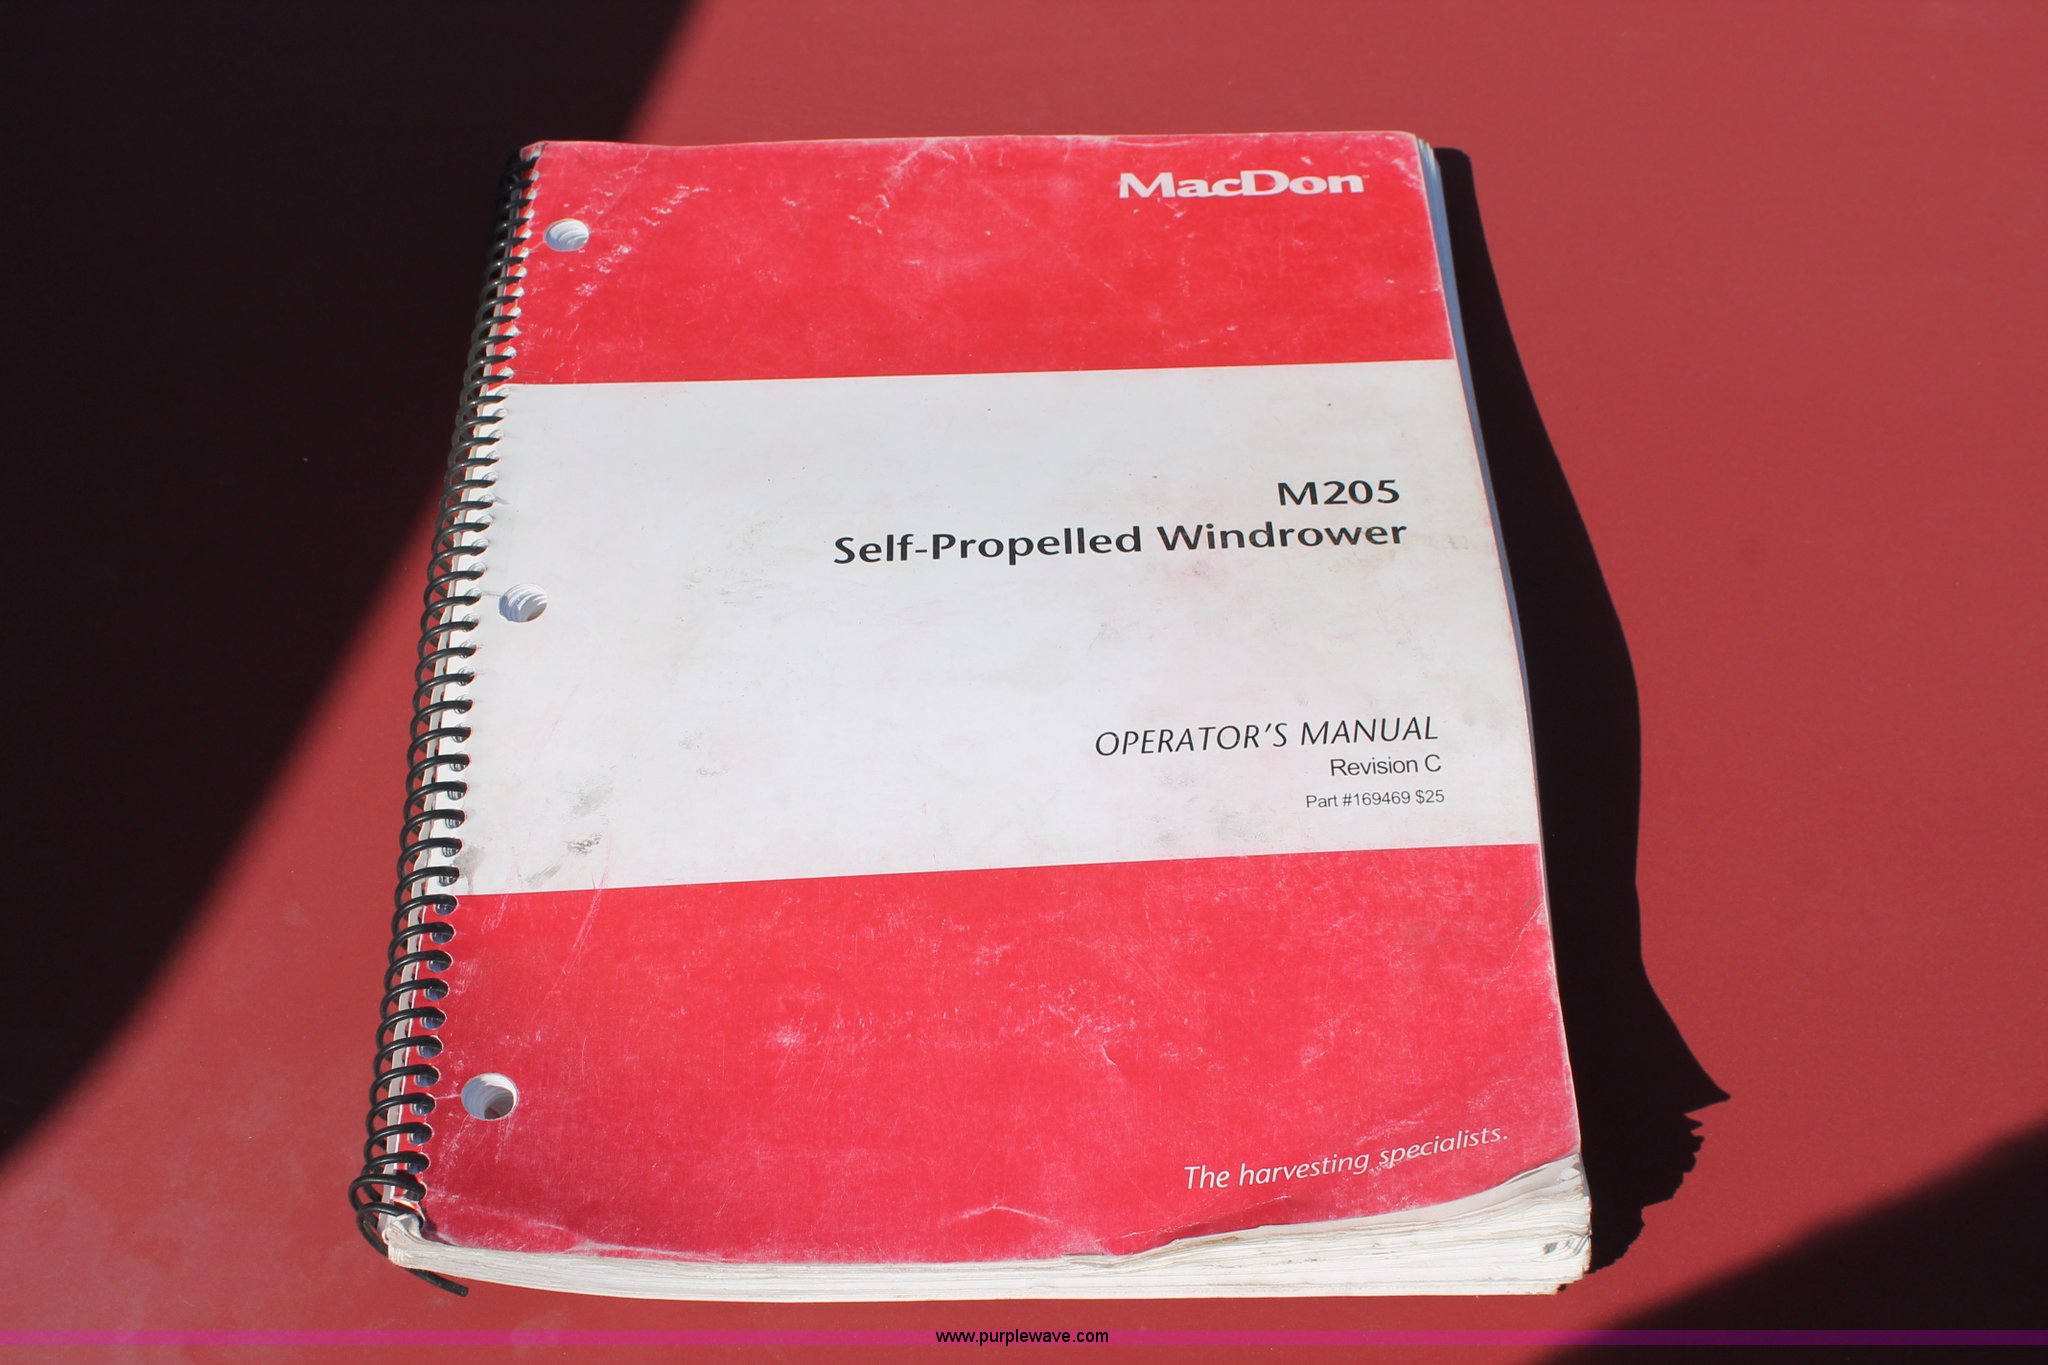 MacDon
M205
Self-Propelled Windrower
OPERATOR'S MANUAL
Revision C
Part #169469 $25
The harvesting specialists.
www.purplewave.com